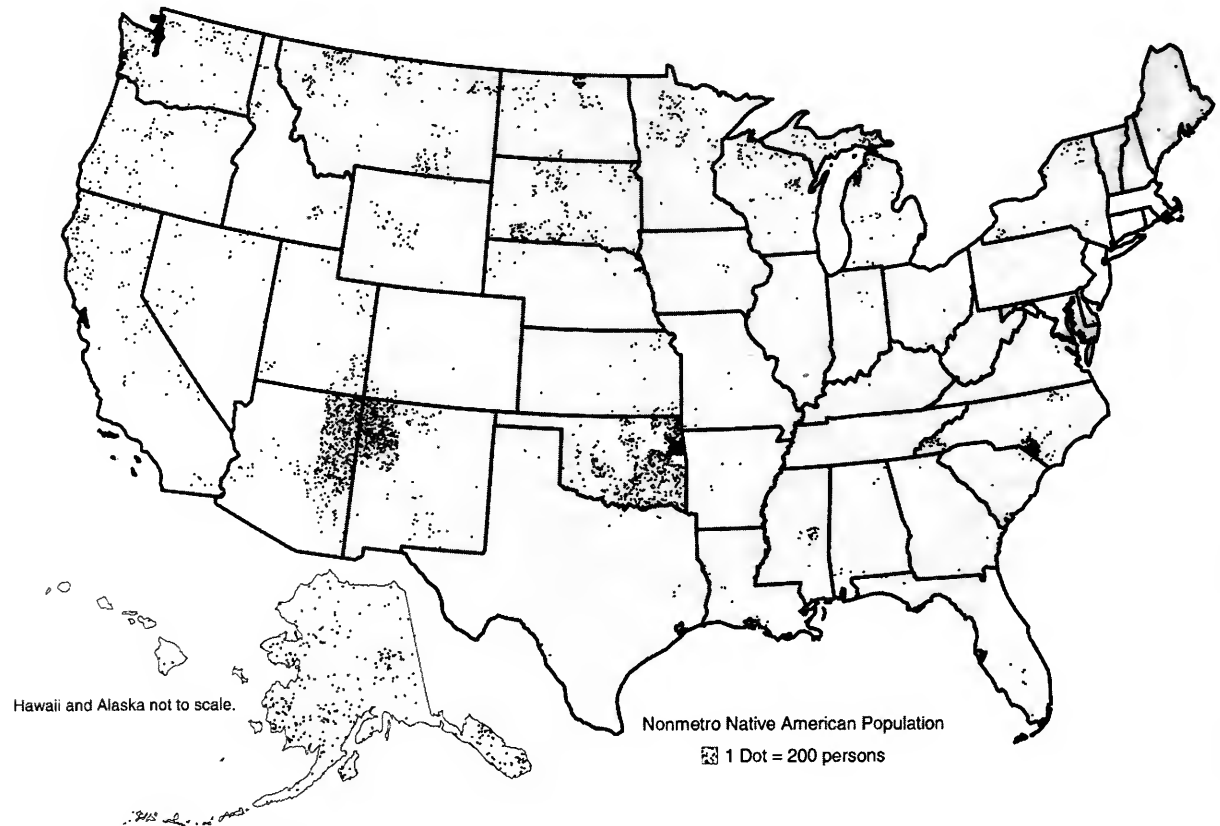 Hawaii and Alaska not to scale.
Nonmetro Native American Population
1 Dot = 200 persons